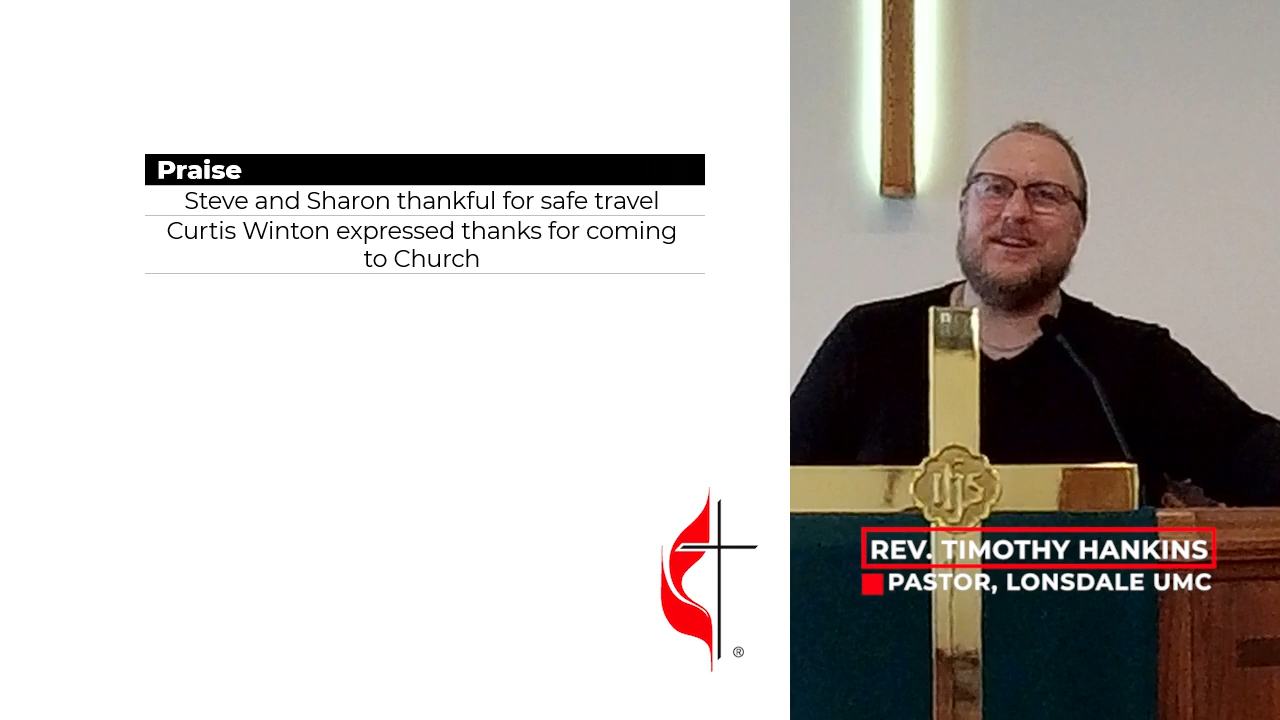 Praise
Steve and Sharon thankful for safe travel
Curtis Winton expressed thanks for coming
to Church
®
IHS
REV. TIMOTHY HANKINS
PASTOR, LONSDALE UMC